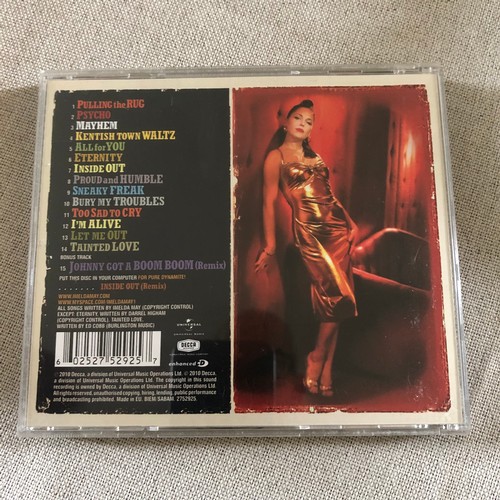 1 PULLING the RUG
2 PSYCHO
3 MAYHEM
4 KENTISH TOWN WALTZ
5 ALL for YOU
6 ETERNITY
7 INSIDE OUT
8 PROUD and HUMBLE
9 SNEAKY FREAK
10 BURY MY TROUBLES
11 TOO SAD to CRY
12 I'M ALIVE
13 LET ME OUT
14 TAINTED LOVE
BONUS TRACK
15 JOHNNY GOT A BOOM BOOM (Remix)
PUT THIS DISC IN YOUR COMPUTER FOR PURE DYNAMITE!
....... INSIDE OUT (Remix)
WWW.IMELDAMAY.COM
WWW.MYSPACE.COM/IMELDAMAY1
ALL SONGS WRITTEN BY IMELDA MAY (COPYRIGHT CONTROL)
EXCEPT: ETERNITY, WRITTEN BY DARREL HIGHAM
(COPYRIGHT CONTROL). TAINTED LOVE,
WRITTEN BY ED COBB (BURLINGTON MUSIC)
UNIVERSAL
DECCA
enhanced
6 02527 52925 7
℗ 2010 Decca, a division of Universal Music Operations Ltd. © 2010 Decca,
a division of Universal Music Operations Ltd. The copyright in this sound
recording is owned by Decca, a division of Universal Music Operations Ltd.
All rights reserved, unauthorised copying, hiring, lending, public performance
and broadcasting prohibited. Made in EU. BIEM/SABAM. 2752925.